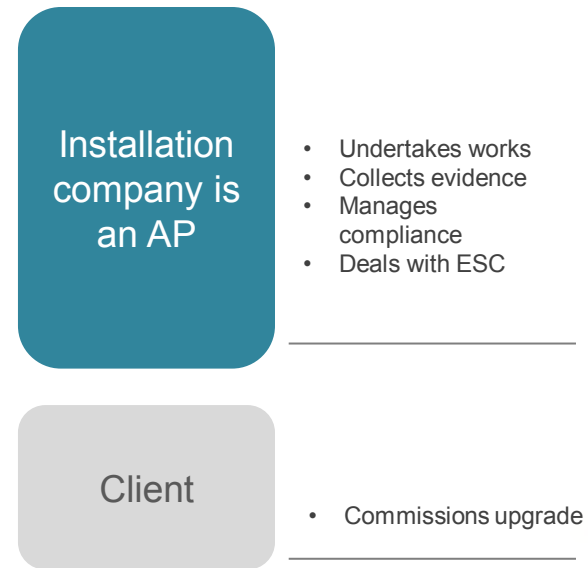 Installation
company is
an AP
• Undertakes works
• Collects evidence
• Manages
compliance
• Deals with ESC
Client
• Commissions upgrade